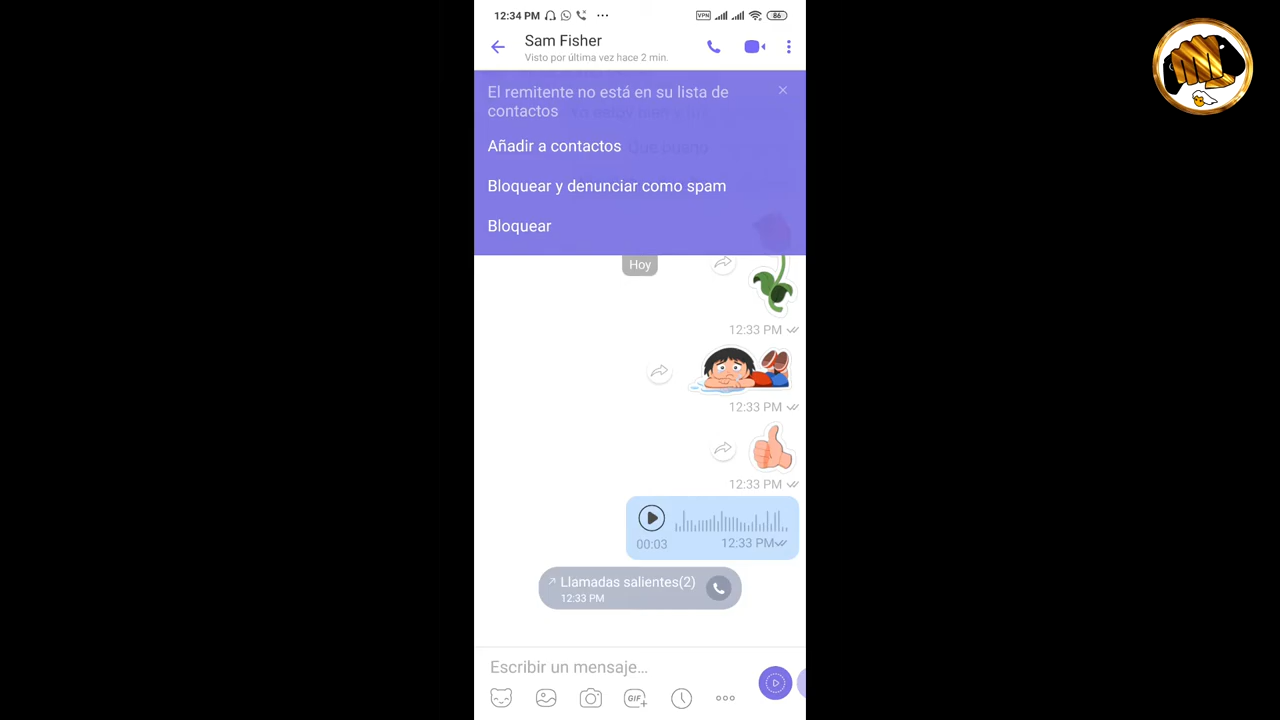 12:34 PM
VPN
86
Sam Fisher
Visto por última vez hace 2 min.
El remitente no está en su lista de
contactos
Añadir a contactos
Bloquear y denunciar como spam
Bloquear
Hoy
12:33 PM
12:33 PM
12:33 PM
00:03
12:33 PM
Llamadas salientes(2)
12:33 PM
Escribir un mensaje...
GIF